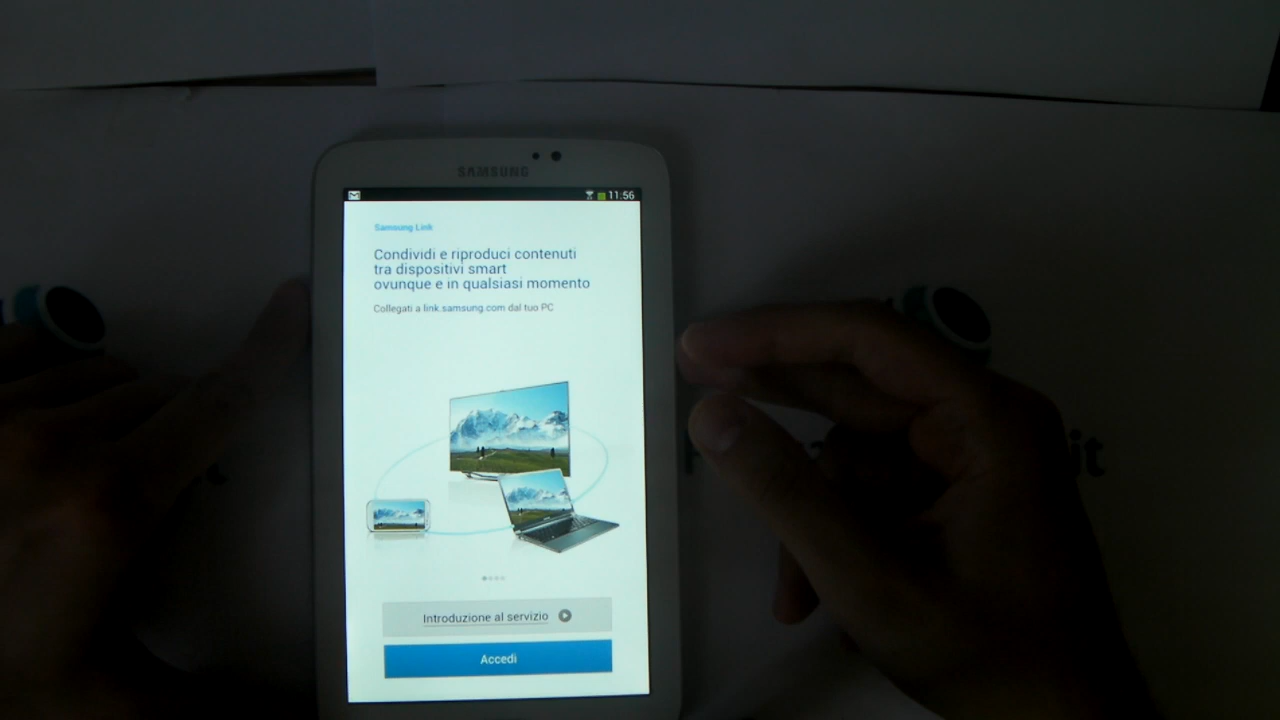 SAMSUNG
11:56
Samsung Link
Condividi e riproduci contenuti
tra dispositivi smart
ovunque e in qualsiasi momento
Collegati a link.samsung.com dal tuo PC
Introduzione al servizio
Accedi
it